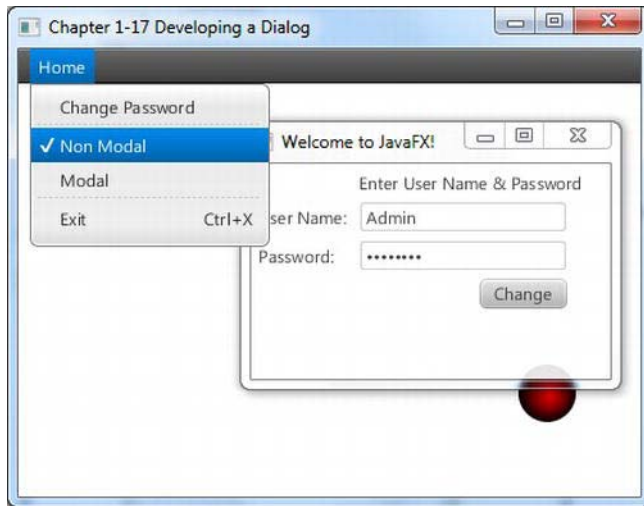 Chapter 1-17 Developing a Dialog
Home
Change Password
✓ Non Modal
Modal
Exit Ctrl+X
Welcome to JavaFX!
Enter User Name & Password
ser Name: Admin
Password: ••••••••
Change